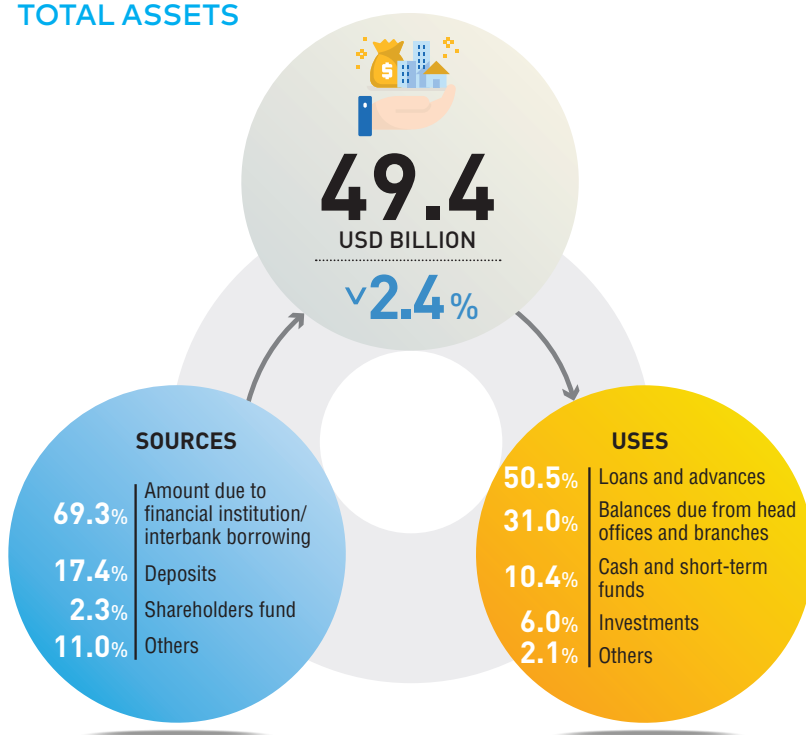 TOTAL ASSETS
$
49.4
USD BILLION
˅2.4%
SOURCES
69.3% Amount due to
financial institution/
interbank borrowing
17.4% Deposits
2.3% Shareholders fund
11.0% Others
USES
50.5% Loans and advances
31.0% Balances due from head
offices and branches
10.4% Cash and short-term
funds
6.0% Investments
2.1% Others